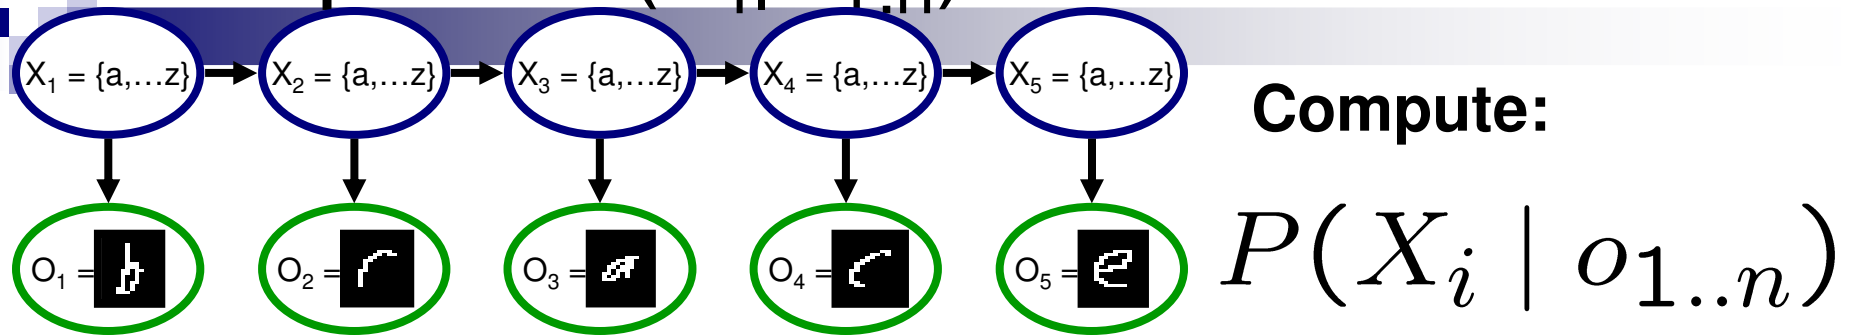 X1 = {a,…z} X2 = {a,…z} X3 = {a,…z} X4 = {a,…z} X5 = {a,…z}
Compute:
O1 = b O2 = r O3 = a O4 = c O5 = e
P(Xi | o1..n)